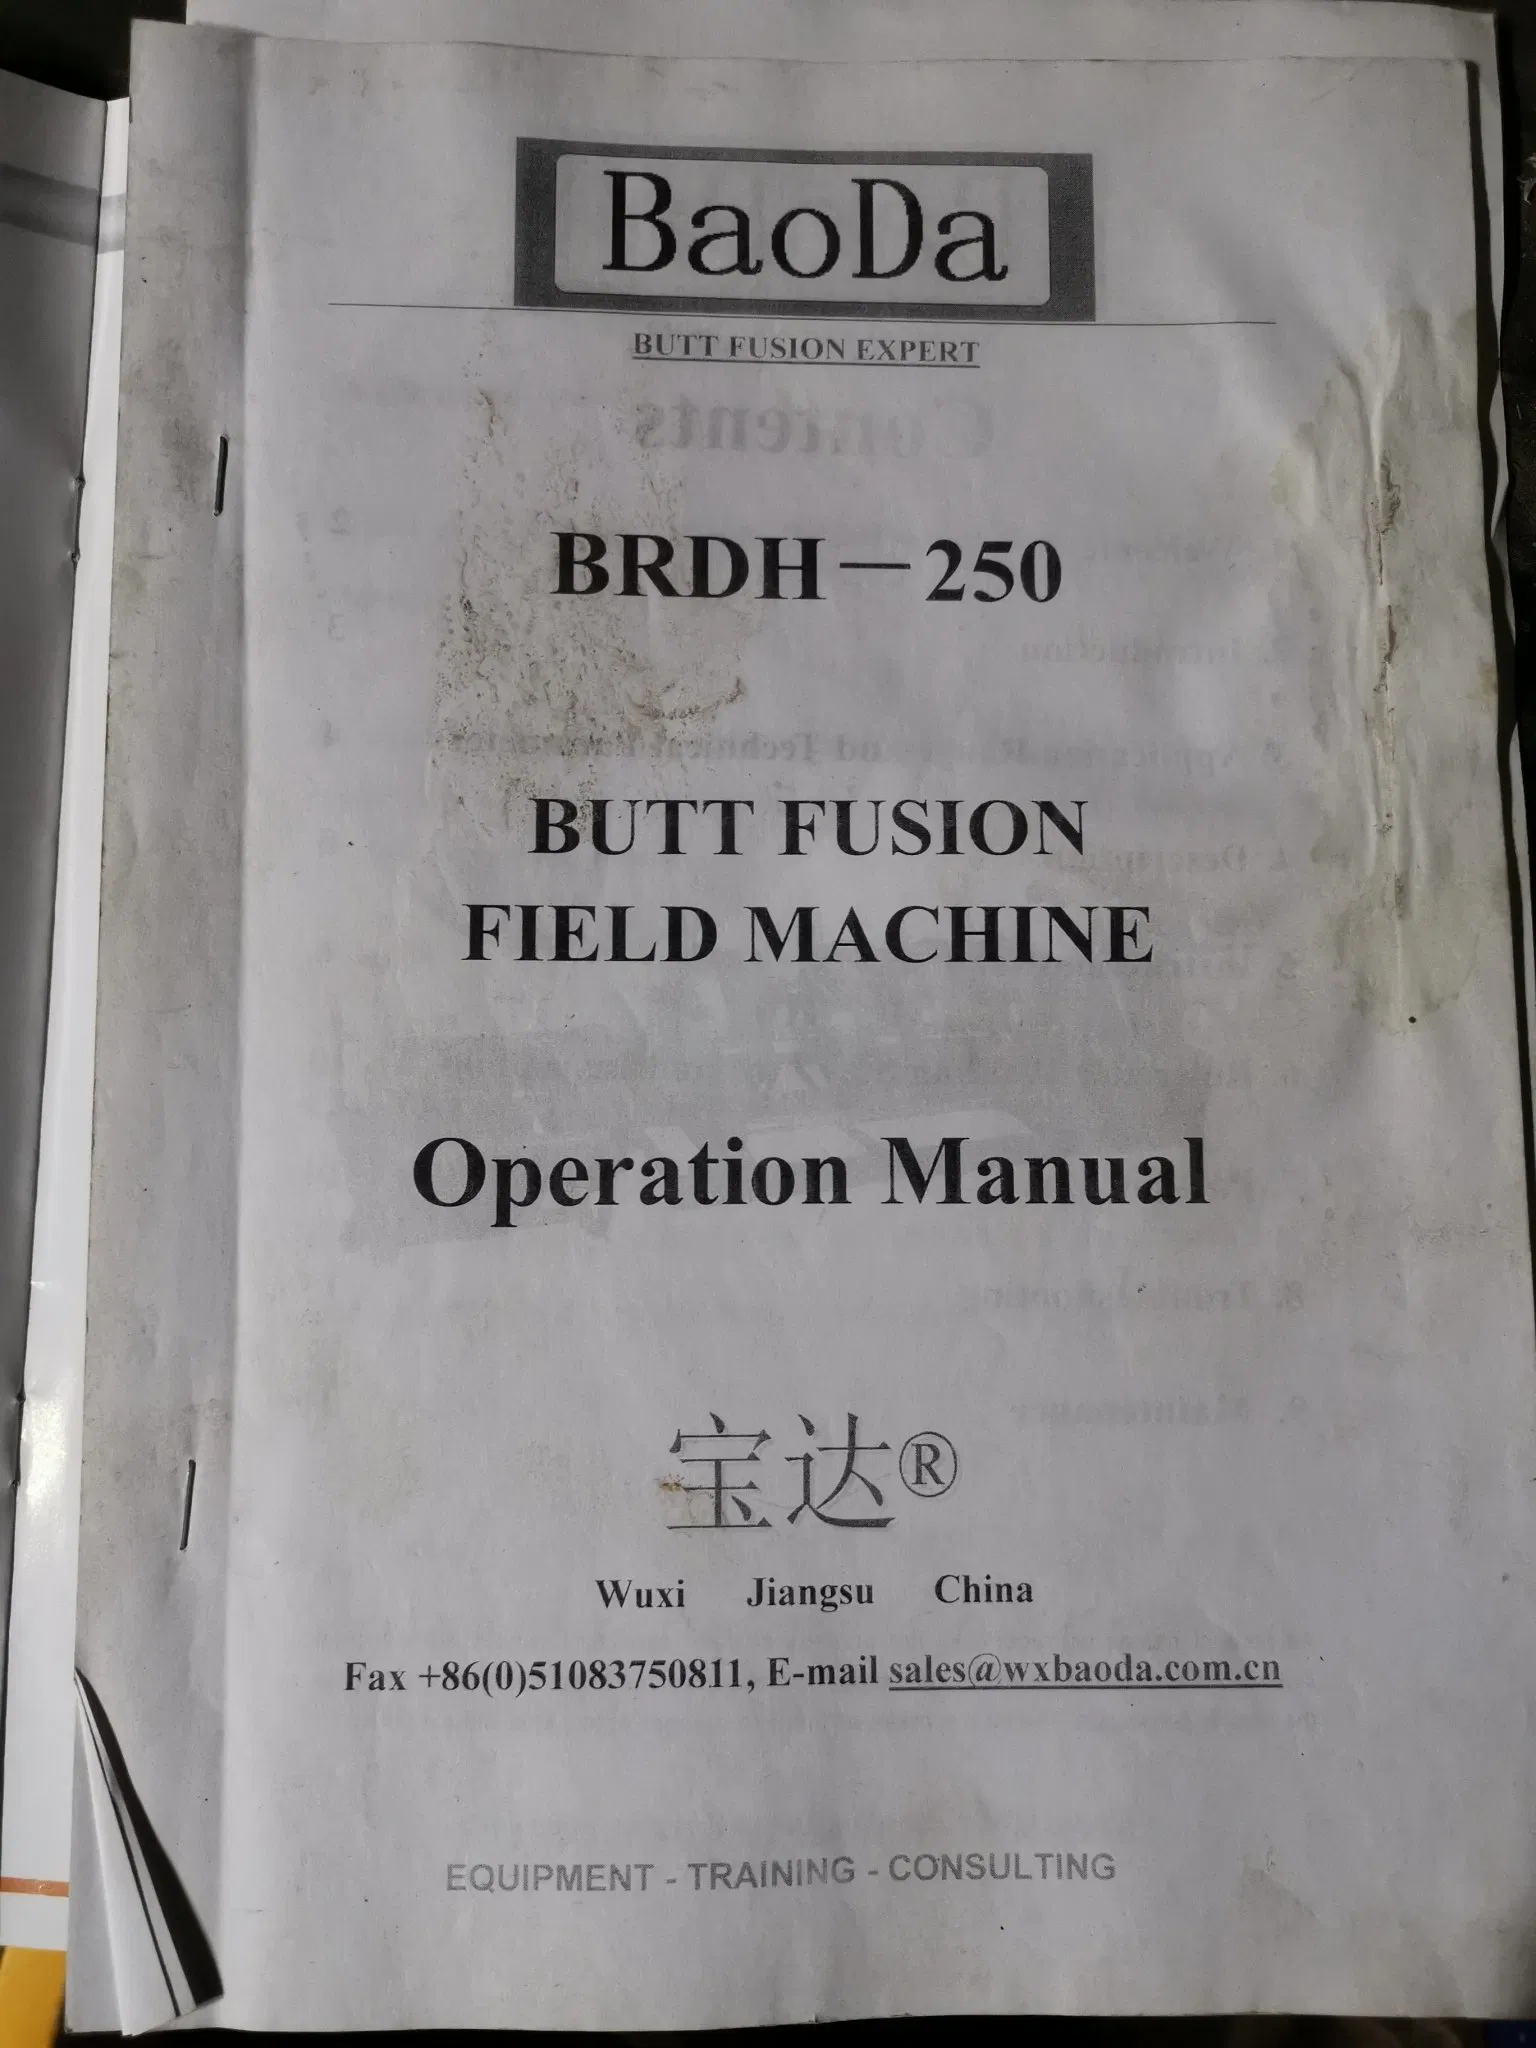 BaoDa
BUTT FUSION EXPERT
BRDH－250
BUTT FUSION
FIELD MACHINE
Operation Manual
宝达®
Wuxi Jiangsu China
Fax +86(0)51083750811, E-mail sales@wxbaoda.com.cn
EQUIPMENT - TRAINING - CONSULTING